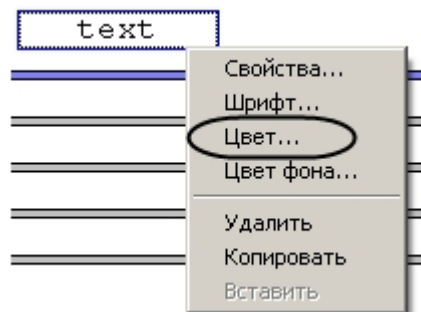 text
Свойства...
Шрифт...
Цвет...
Цвет фона...
Удалить
Копировать
Вставить